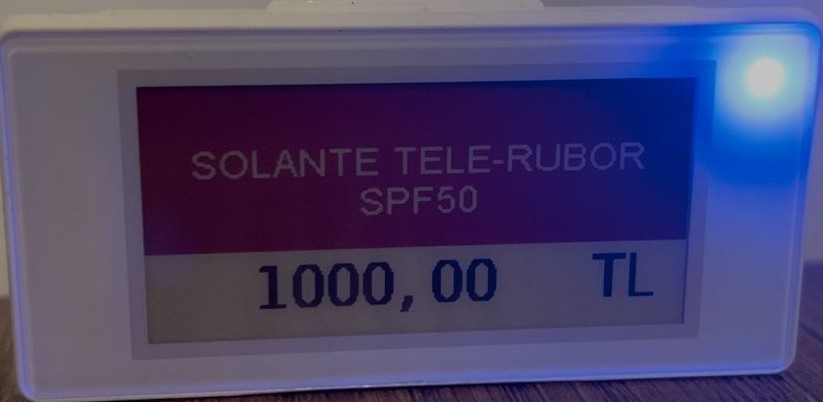 SOLANTE TELE-RUBOR
SPF50
1000,00 TL